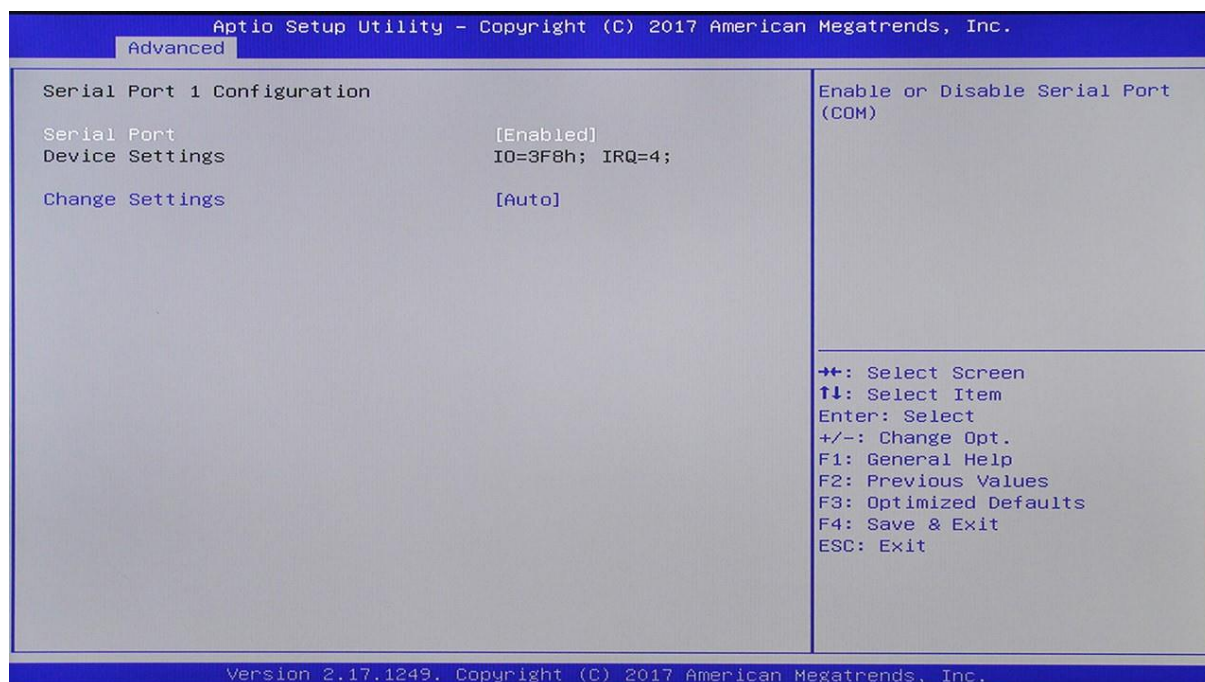 Aptio Setup Utility – Copyright (C) 2017 American Megatrends, Inc.
Advanced
Serial Port 1 Configuration
Serial Port [Enabled]
Device Settings IO=3F8h; IRQ=4;
Change Settings [Auto]
Enable or Disable Serial Port
(COM)
→←: Select Screen
↑↓: Select Item
Enter: Select
+/-: Change Opt.
F1: General Help
F2: Previous Values
F3: Optimized Defaults
F4: Save & Exit
ESC: Exit
Version 2.17.1249. Copyright (C) 2017 American Megatrends, Inc.